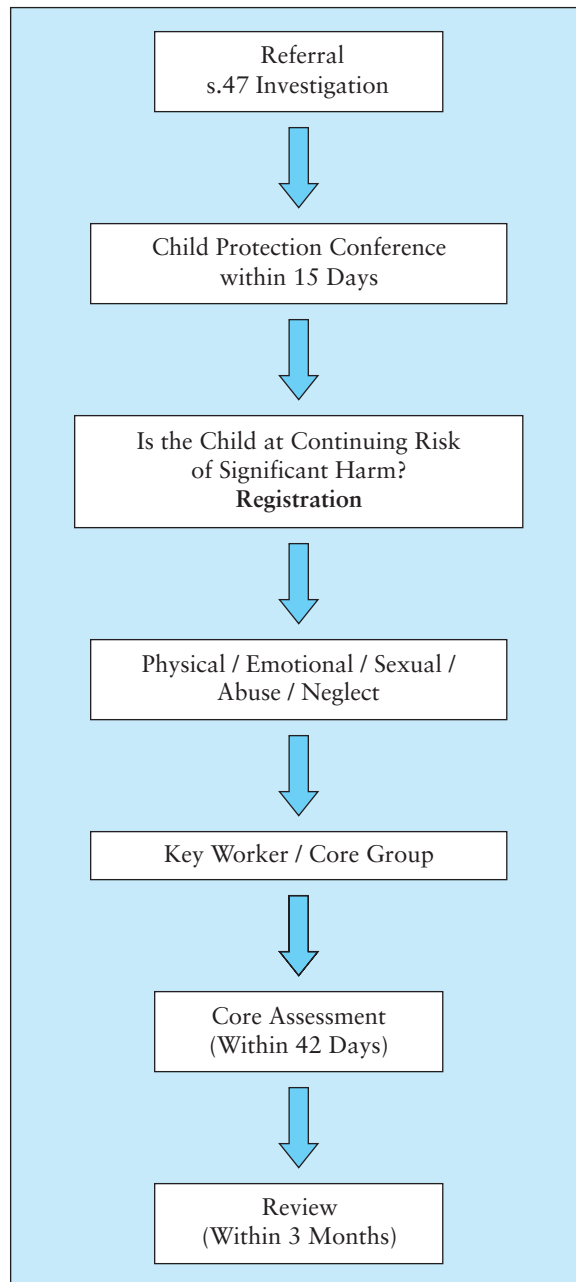 Referral
s.47 Investigation
Child Protection Conference
within 15 Days
Is the Child at Continuing Risk
of Significant Harm?
Registration
Physical / Emotional / Sexual /
Abuse / Neglect
Key Worker / Core Group
Core Assessment
(Within 42 Days)
Review
(Within 3 Months)